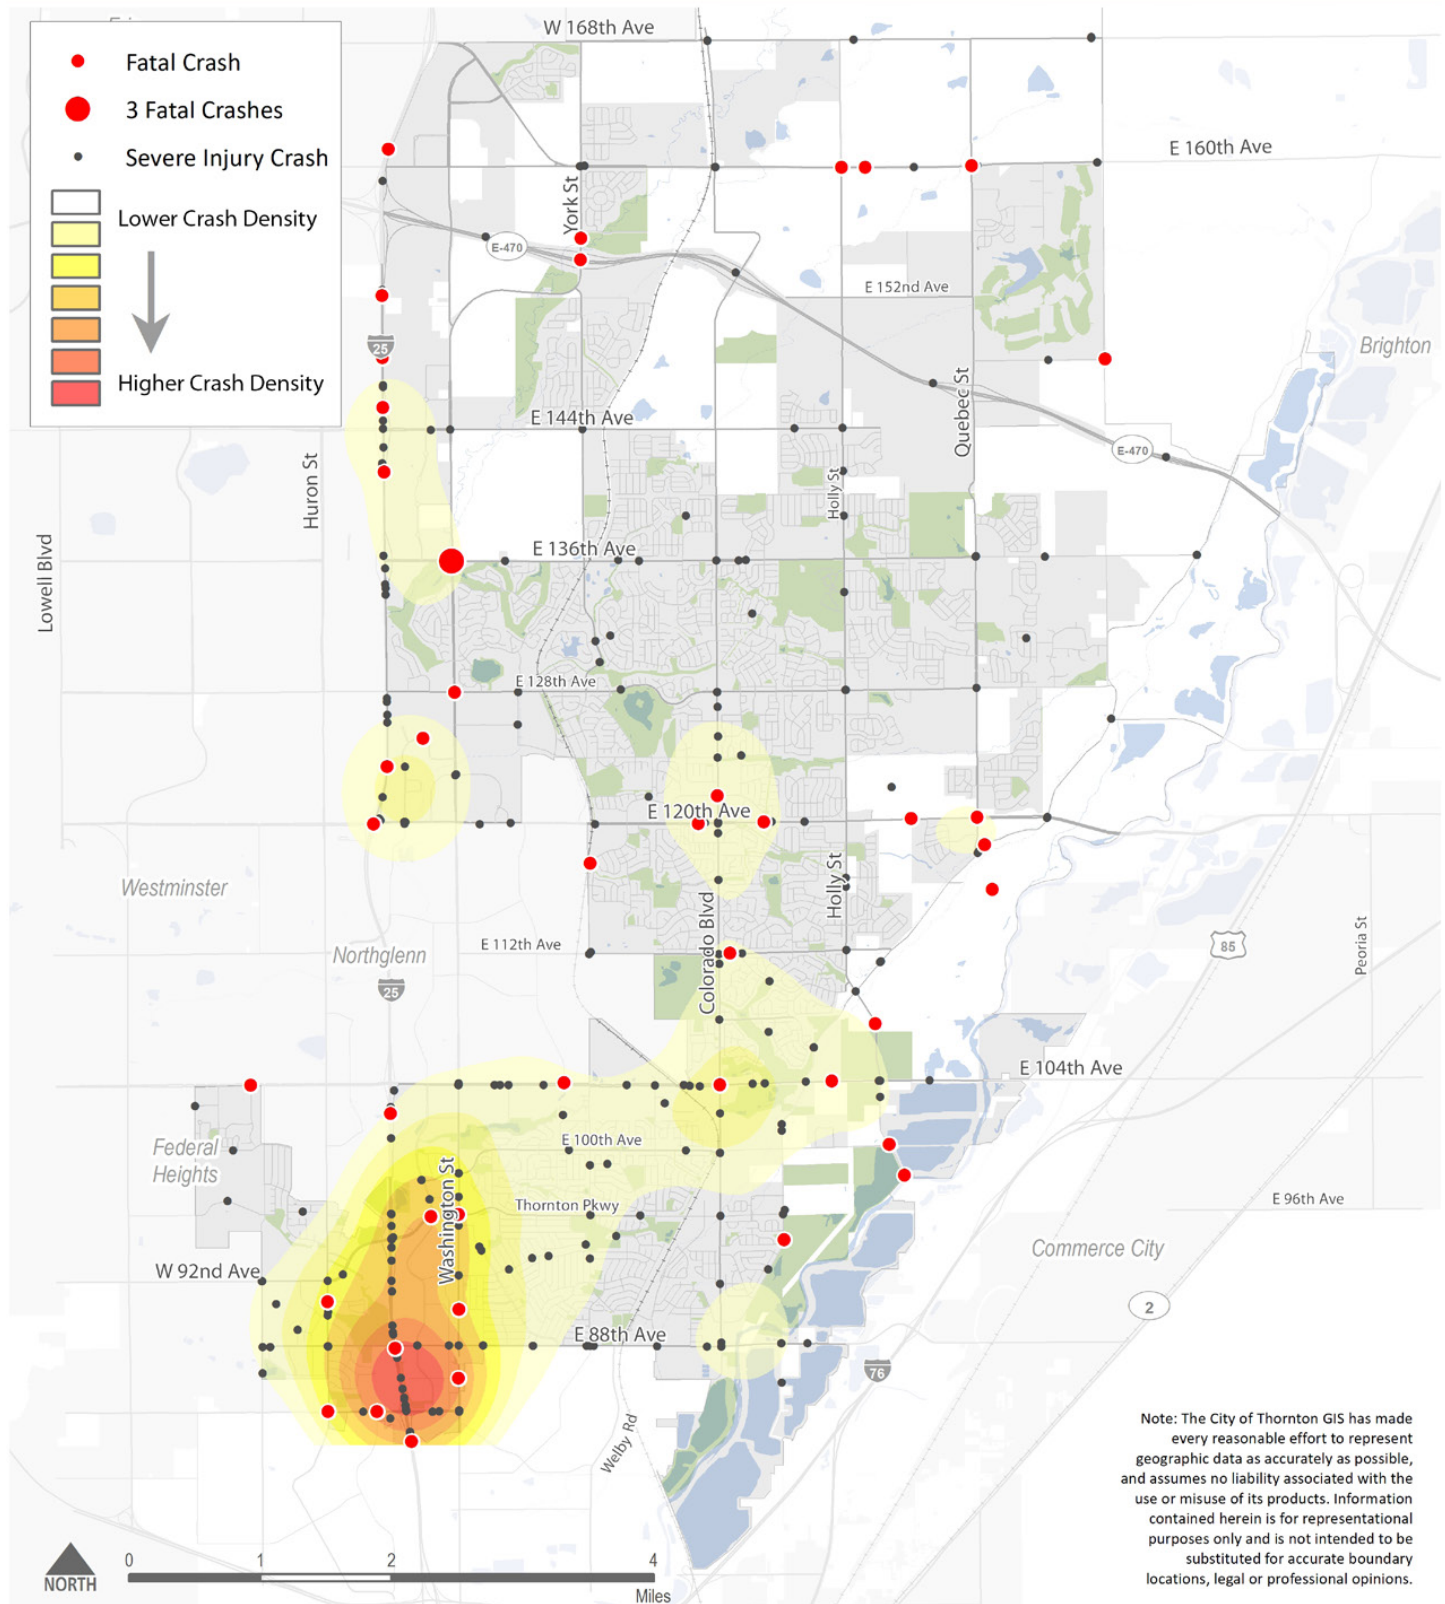 W 168th Ave
Fatal Crash
3 Fatal Crashes
Severe Injury Crash
Lower Crash Density
Higher Crash Density
E 160th Ave
York St
E-470
E 152nd Ave
25
Brighton
Quebec St
E 144th Ave
E-470
Huron St
Holly St
Lowell Blvd
E 136th Ave
E 128th Ave
E 120th Ave
Westminster
Holly St
Colorado Blvd
Northglenn
E 112th Ave
85
Peoria St
25
E 104th Ave
Federal
Heights
E 100th Ave
Washington St
Thornton Pkwy
E 96th Ave
Commerce City
W 92nd Ave
2
E 88th Ave
76
Welby Rd
Note: The City of Thornton GIS has made
every reasonable effort to represent
geographic data as accurately as possible,
and assumes no liability associated with the
use or misuse of its products. Information
contained herein is for representational
purposes only and is not intended to be
substituted for accurate boundary
locations, legal or professional opinions.
NORTH
0 1 2 4
Miles